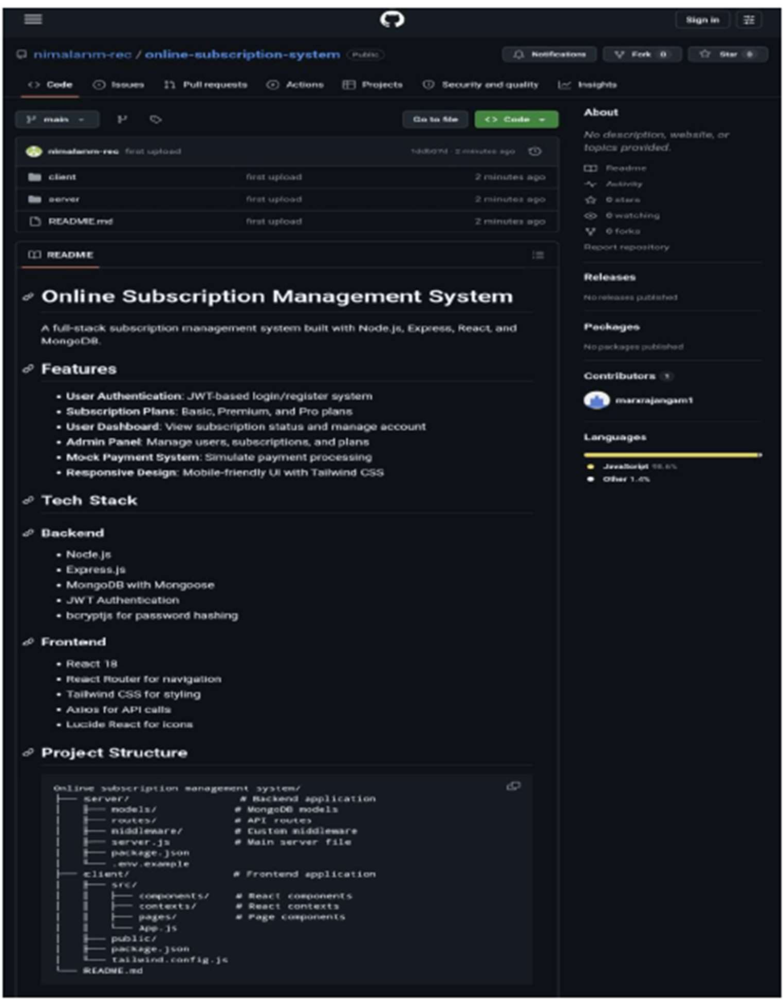 Sign in
nimalanm-rec / online-subscription-system Public
Notifications Fork 0 Star 0
Code Issues Pull requests Actions Projects Security and quality Insights
main Go to file Code
nimalanm-rec first upload 2 minutes ago
client first upload 2 minutes ago
server first upload 2 minutes ago
README.md first upload 2 minutes ago
README
Online Subscription Management System
A full-stack subscription management system built with Node.js, Express, React, and
MongoDB.
Features
• User Authentication: JWT-based login/register system
• Subscription Plans: Basic, Premium, and Pro plans
• User Dashboard: View subscription status and manage account
• Admin Panel: Manage users, subscriptions, and plans
• Mock Payment System: Simulate payment processing
• Responsive Design: Mobile-friendly UI with Tailwind CSS
Tech Stack
Backend
• Node.js
• Express.js
• MongoDB with Mongoose
• JWT Authentication
• bcryptjs for password hashing
Frontend
• React 18
• React Router for navigation
• Tailwind CSS for styling
• Axios for API calls
• Lucide React for icons
Project Structure
Online subscription management system/
├── server/ # Backend application
│ ├── models/ # MongoDB models
│ ├── routes/ # API routes
│ ├── middleware/ # Custom middleware
│ ├── server.js # Main server file
│ ├── package.json
│ └── .env.example
├── client/ # Frontend application
│ ├── src/
│ │ ├── components/ # React components
│ │ ├── contexts/ # React contexts
│ │ ├── pages/ # Page components
│ │ └── App.js
│ ├── public/
│ ├── package.json
│ └── tailwind.config.js
└── README.md
About
No description, website, or
topics provided.
Readme
Activity
0 stars
0 watching
0 forks
Report repository
Releases
No releases published
Packages
No packages published
Contributors 1
marxrajangam1
Languages
JavaScript 98.6%
Other 1.4%